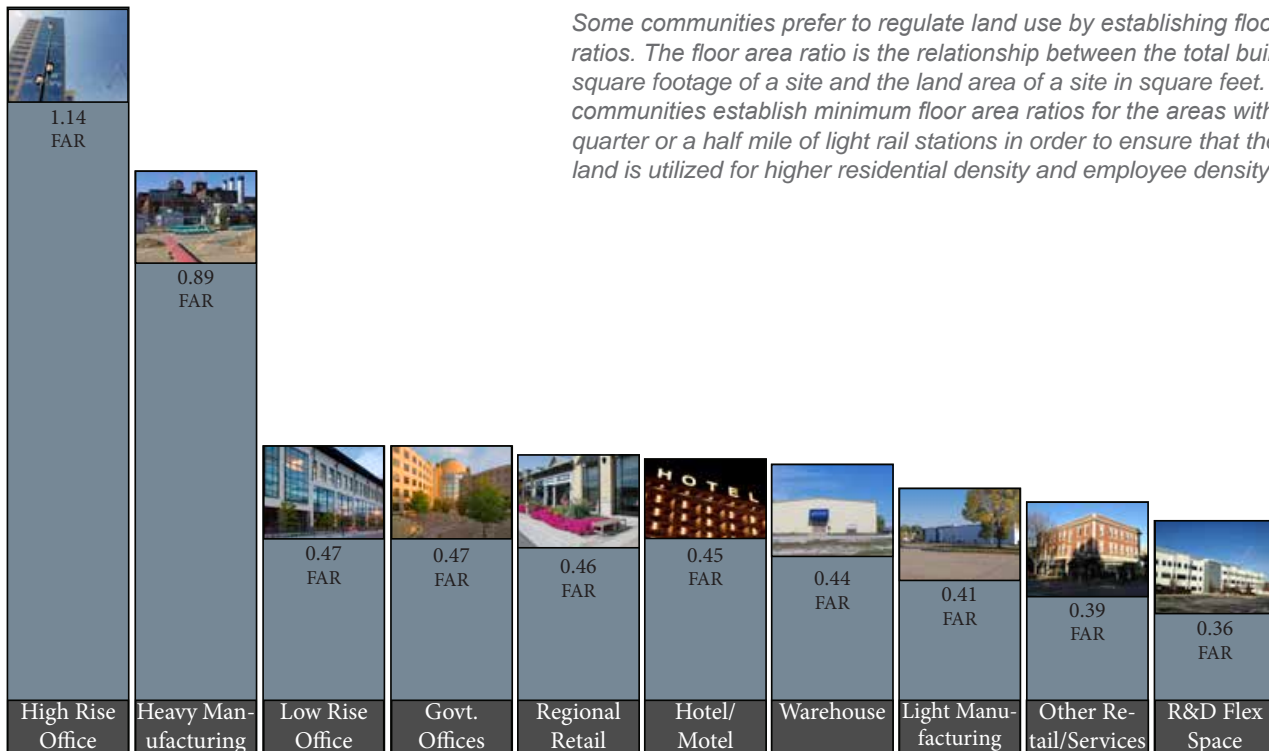 Some communities prefer to regulate land use by establishing floo
ratios. The floor area ratio is the relationship between the total buil
square footage of a site and the land area of a site in square feet.
communities establish minimum floor area ratios for the areas with
quarter or a half mile of light rail stations in order to ensure that the
land is utilized for higher residential density and employee density
1.14
FAR
0.89
FAR
0.47
FAR
0.47
FAR
0.46
FAR
HOTEL
0.45
FAR
0.44
FAR
0.41
FAR
0.39
FAR
0.36
FAR
High Rise
Office
Heavy Man-
ufacturing
Low Rise
Office
Govt.
Offices
Regional
Retail
Hotel/
Motel
Warehouse
Light Manu-
facturing
Other Re-
tail/Services
R&D Flex
Space